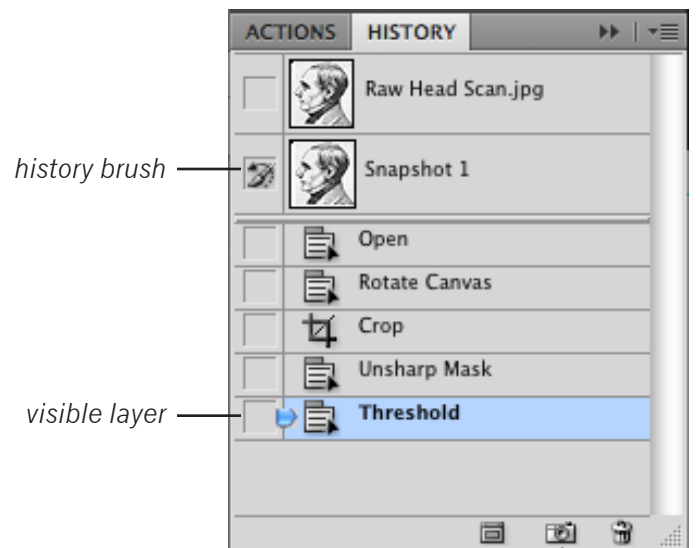 ACTIONS HISTORY
Raw Head Scan.jpg
history brush
Snapshot 1
Open
Rotate Canvas
Crop
Unsharp Mask
visible layer
Threshold